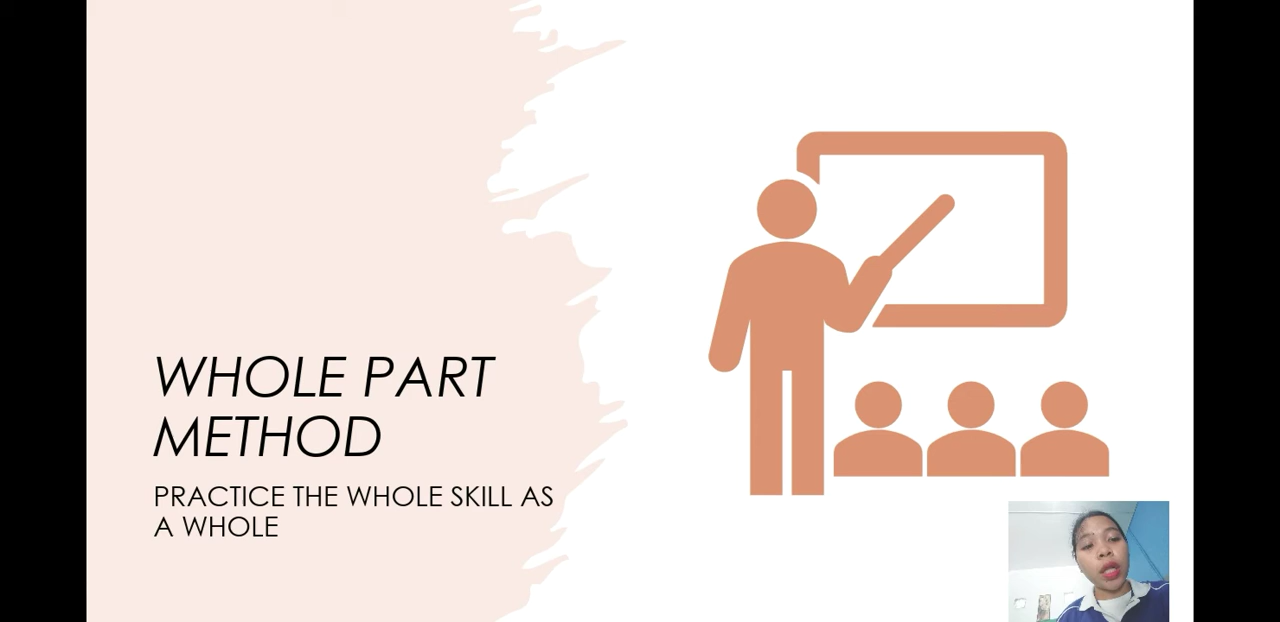 WHOLE PART
METHOD
PRACTICE THE WHOLE SKILL AS
A WHOLE